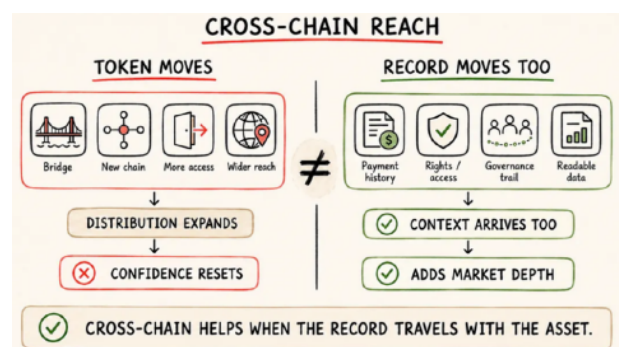 CROSS-CHAIN REACH
TOKEN MOVES
Bridge
New chain
More access
Wider reach
DISTRIBUTION EXPANDS
CONFIDENCE RESETS
≠
RECORD MOVES TOO
Payment
history
Rights /
access
Governance
trail
Readable
data
CONTEXT ARRIVES TOO
ADDS MARKET DEPTH
CROSS-CHAIN HELPS WHEN THE RECORD TRAVELS WITH THE ASSET.